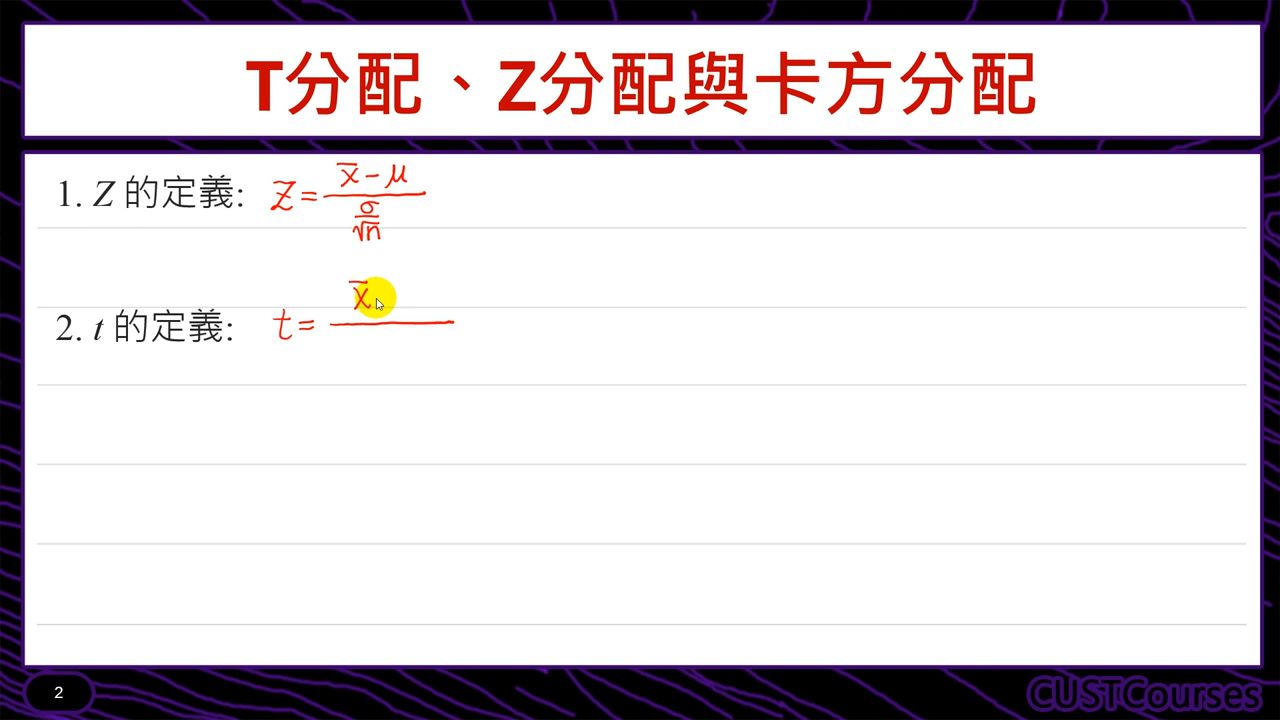 T分配、Z分配與卡方分配
1. Z 的定義: Z = (x̄ - μ) / (σ/√n)
2. t 的定義: t = x̄
2
CUSTCourses